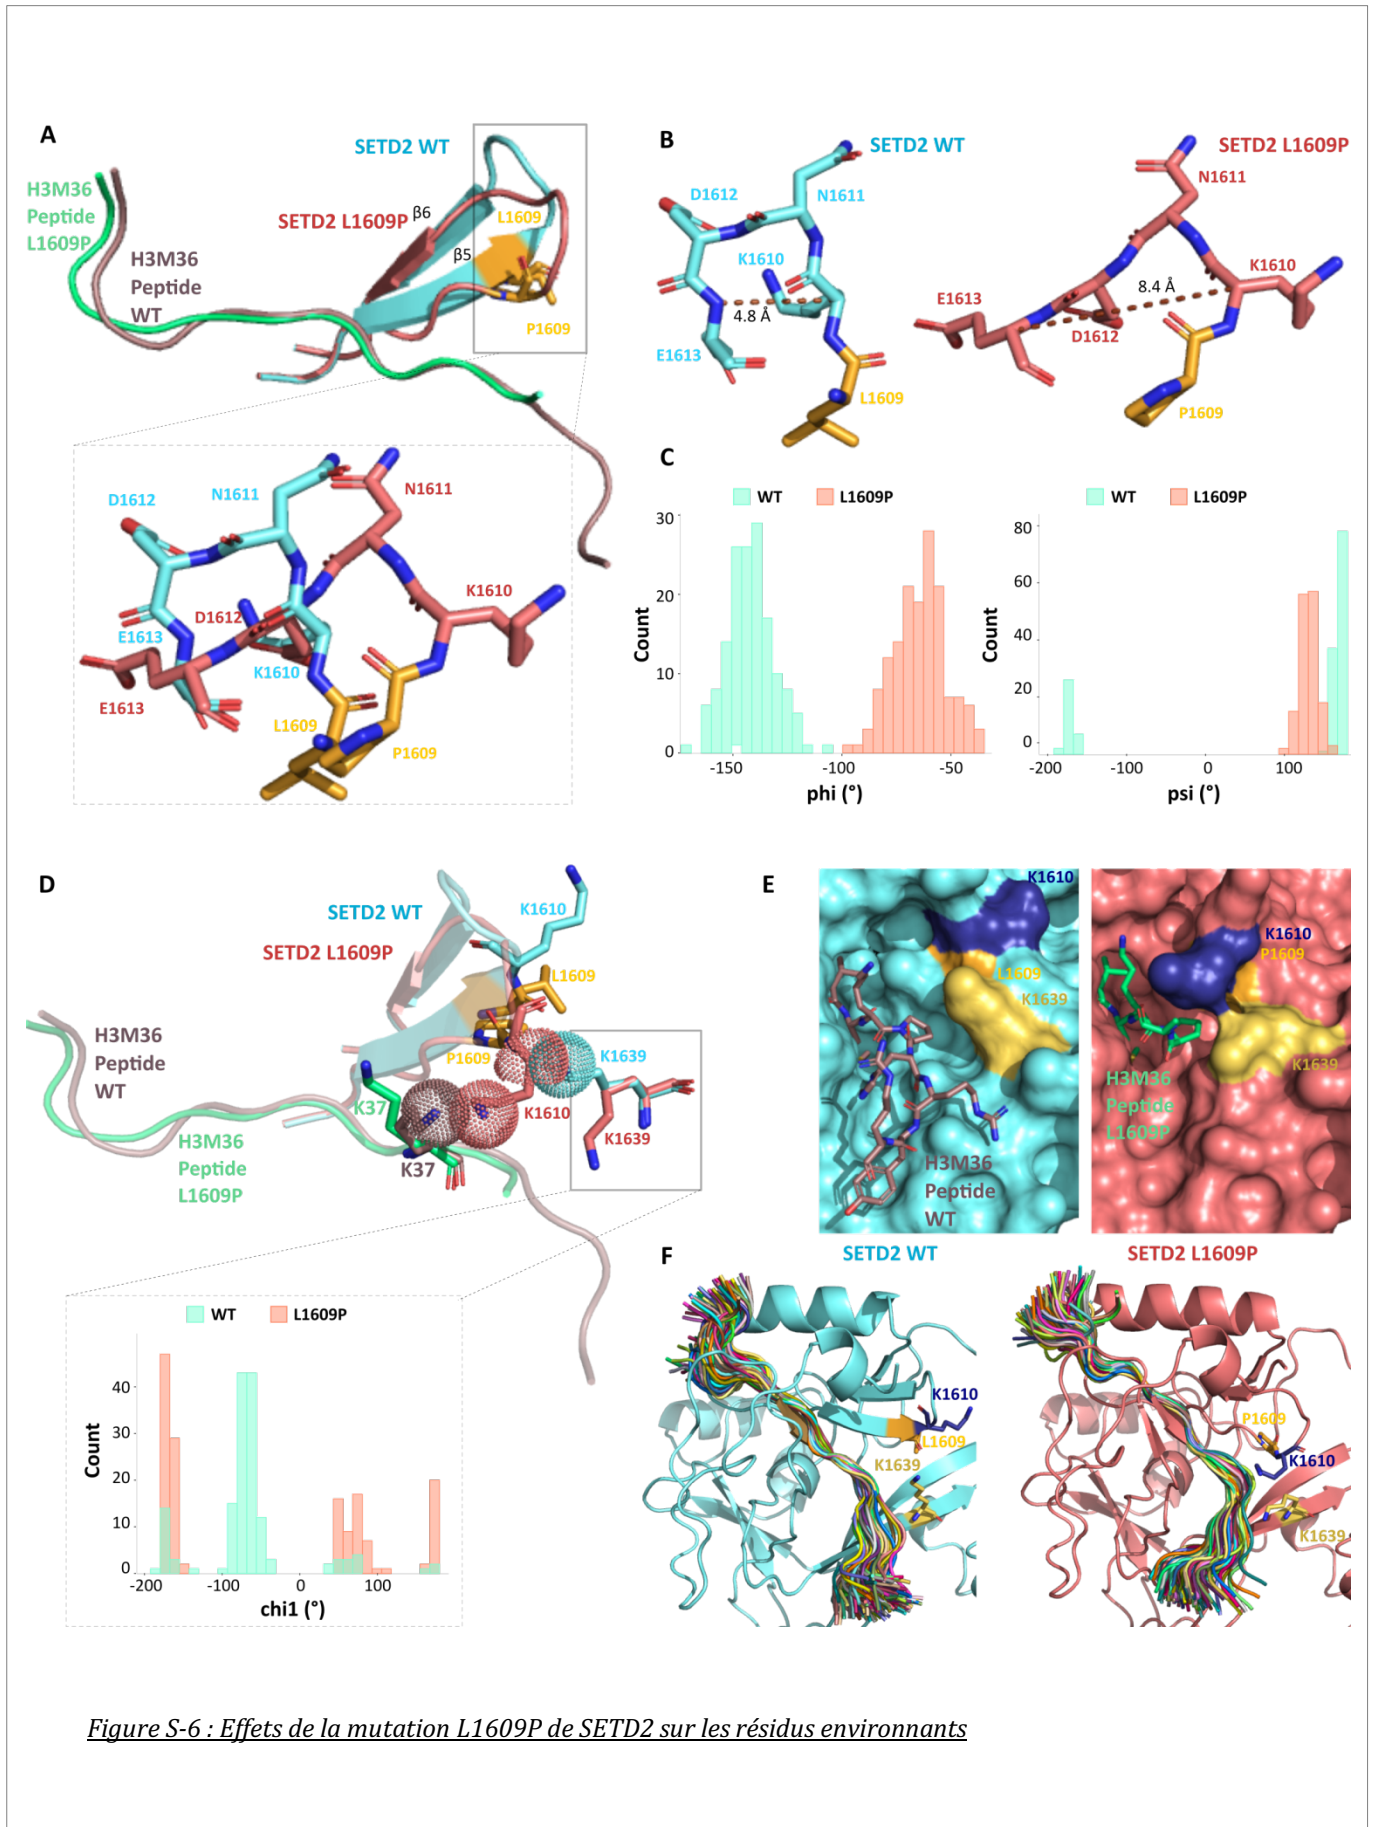 A
SETD2 WT
H3M36
Peptide
L1609P
SETD2 L1609P
β6
L1609
β5
H3M36
Peptide
WT
P1609
D1612
N1611
N1611
K1610
D1612
E1613
K1610
E1613
L1609
P1609
B
SETD2 WT
SETD2 L1609P
D1612
N1611
N1611
K1610
K1610
8.4 Å
4.8 Å
E1613
D1612
E1613
L1609
P1609
C
WT
L1609P
WT
L1609P
Count
30
20
10
0
-150
-100
-50
phi (°)
Count
80
60
40
20
0
-200
-100
0
100
psi (°)
D
SETD2 WT
SETD2 L1609P
K1610
L1609
H3M36
Peptide
WT
P1609
K1639
K37
K1610
K1639
H3M36
Peptide
L1609P
K37
WT
L1609P
Count
40
30
20
10
0
-200
-100
0
100
chi1 (°)
E
K1610
L1609
K1639
H3M36
Peptide
WT
K1610
P1609
K1639
H3M36
Peptide
L1609P
F
SETD2 WT
SETD2 L1609P
K1610
L1609
K1639
P1609
K1610
K1639
Figure S-6 : Effets de la mutation L1609P de SETD2 sur les résidus environnants